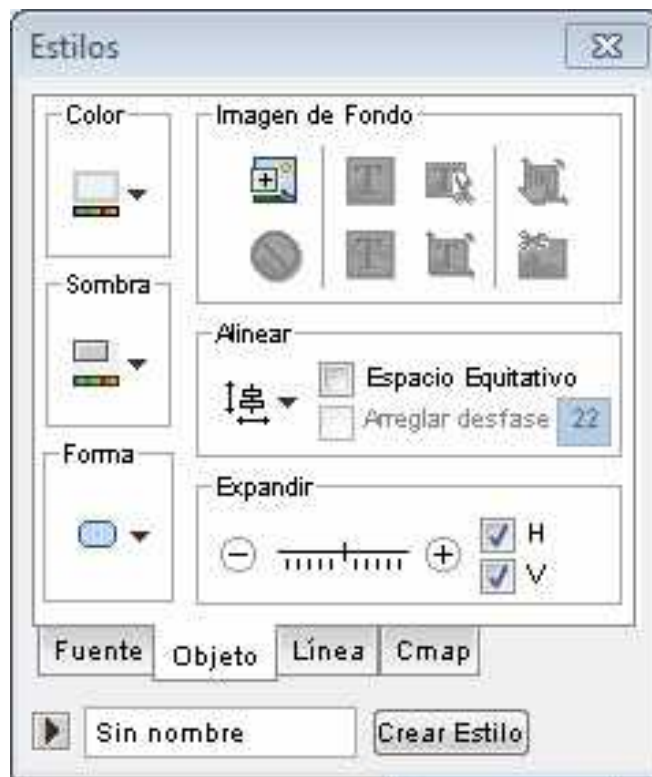 Estilos
Color
Imagen de Fondo
Sombra
Alinear
Espacio Equitativo
Arreglar desfase 22
Forma
Expandir
H
V
Fuente Objeto Línea Cmap
Sin nombre Crear Estilo